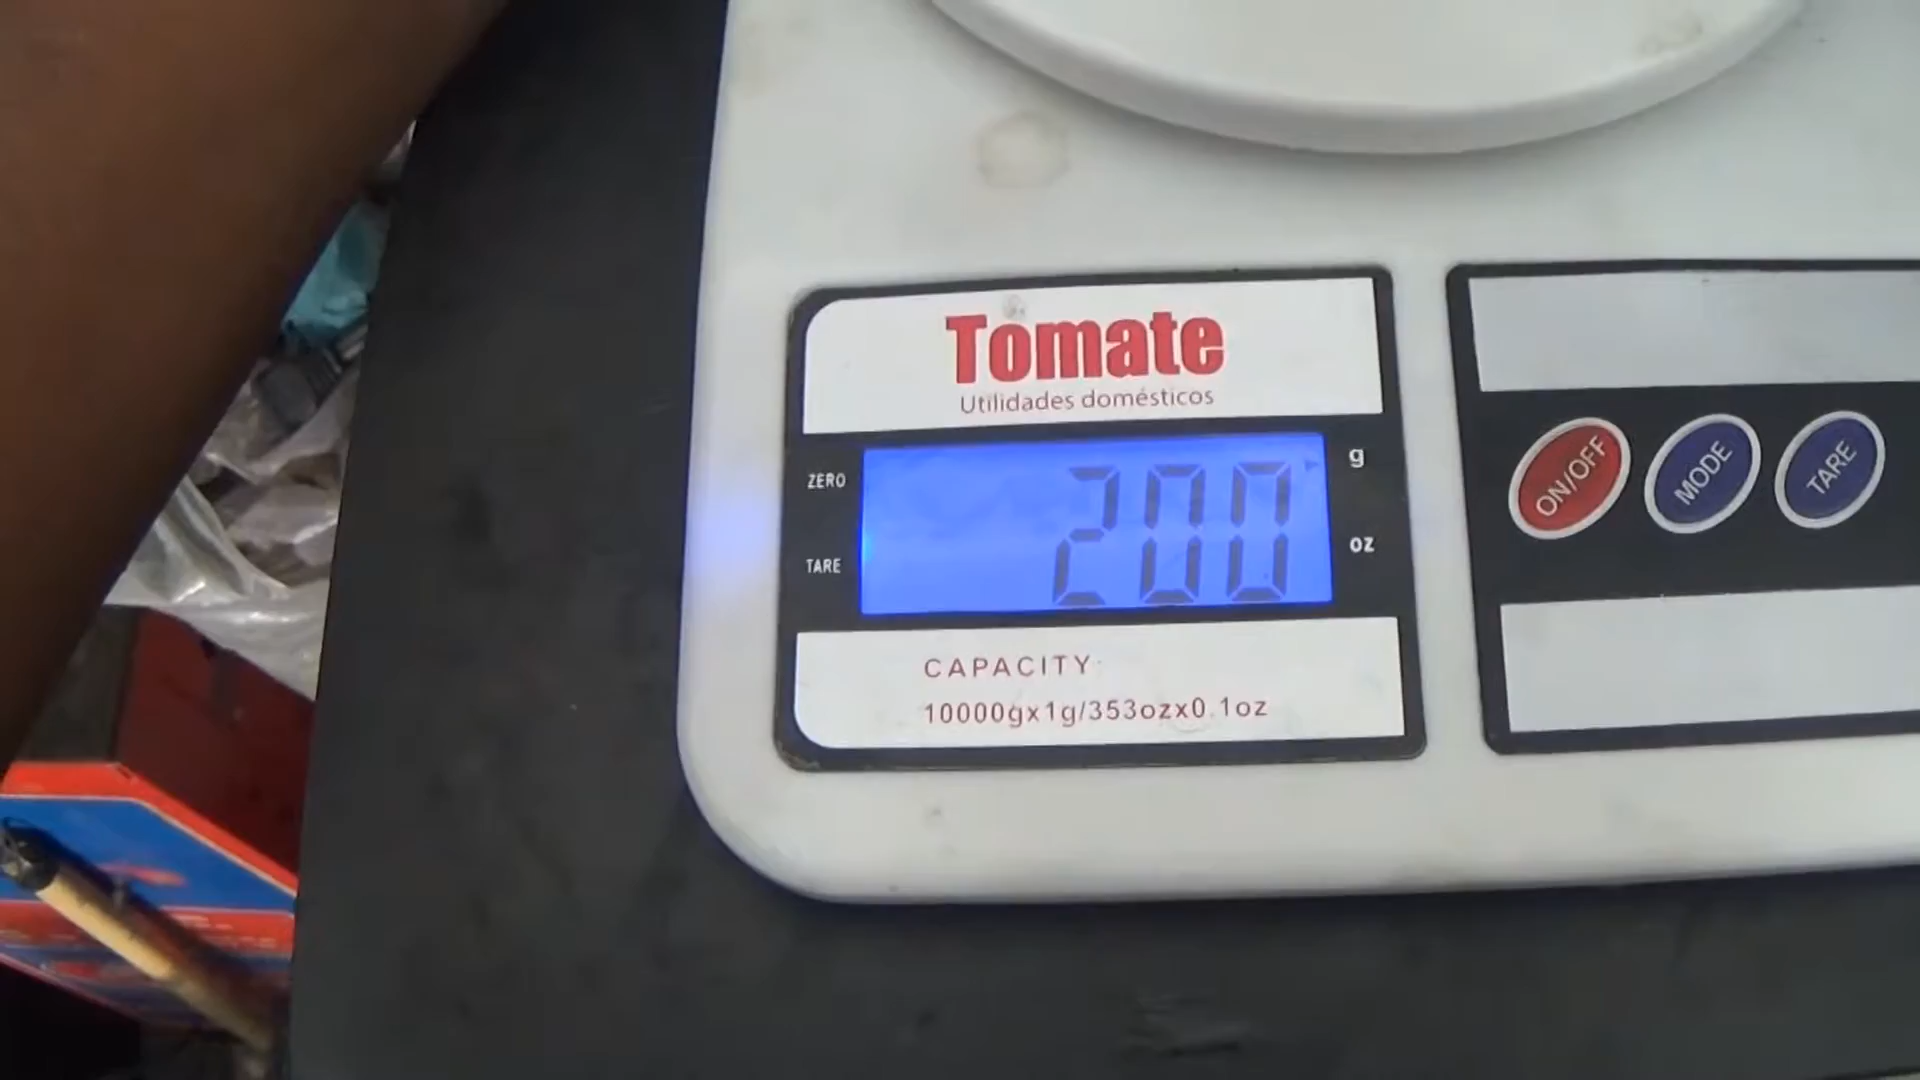 Tomate
Utilidades domésticos
ZERO
g
200
TARE
oz
CAPACITY
10000gx1g/353ozx0.1oz
ON/OFF
MODE
TARE